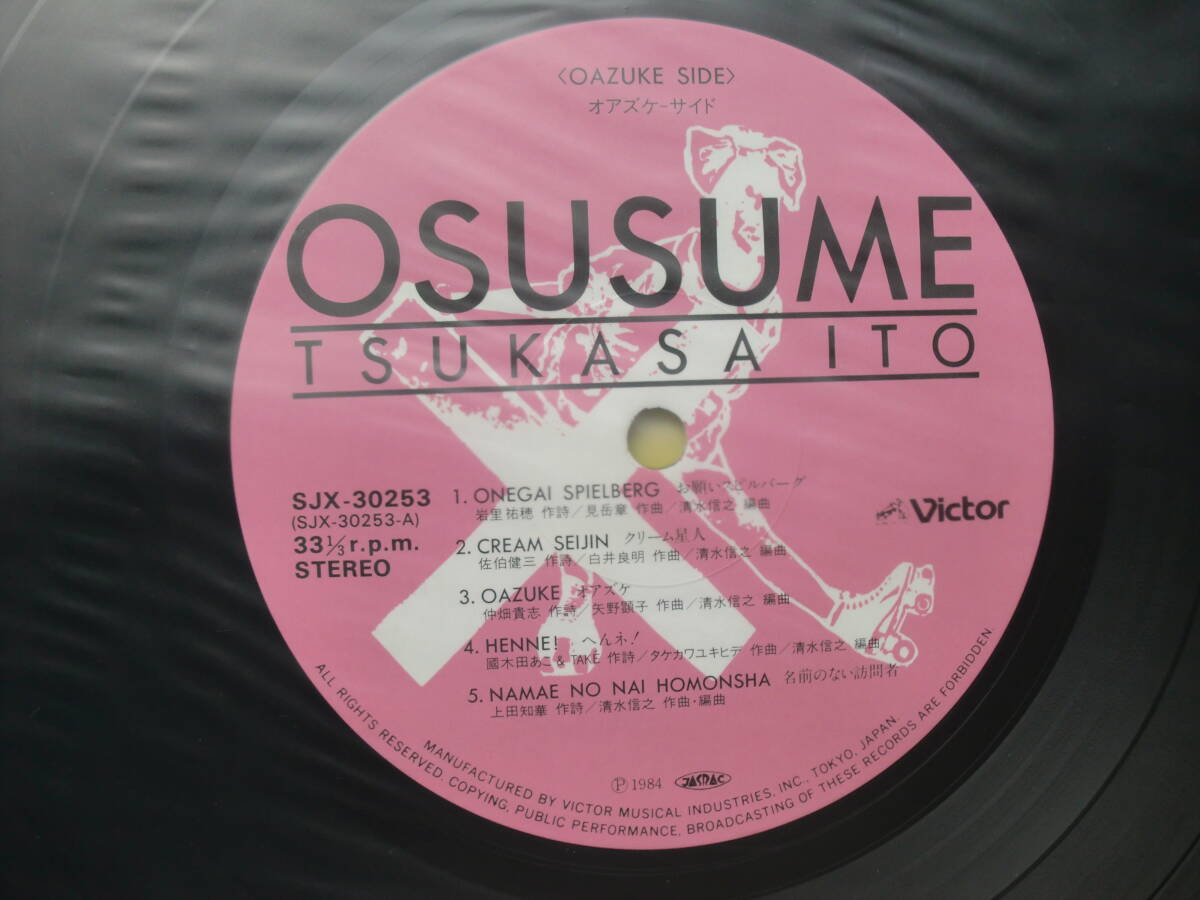 〈OAZUKE SIDE〉
オアズケ-サイド
OSUSUME
TSUKASA ITO
SJX-30253
(SJX-30253-A)
33⅓ r.p.m.
STEREO
1. ONEGAI SPIELBERG お願いスピルバーグ
岩里祐穂 作詩/見岳章 作曲/清水信之 編曲
2. CREAM SEIJIN クリーム星人
佐伯健三 作詩/白井良明 作曲/清水信之 編曲
3. OAZUKE オアズケ
仲畑貴志 作詩/矢野顕子 作曲/清水信之 編曲
4. HENNE! へんネ!
國木田あこ & TAKE 作詩/タケカワユキヒデ 作曲/清水信之 編曲
5. NAMAE NO NAI HOMONSHA 名前のない訪問者
上田知華 作詩/清水信之 作曲・編曲
Victor
Ⓟ 1984 JASRAC
MANUFACTURED BY VICTOR MUSICAL INDUSTRIES, INC., TOKYO, JAPAN.
ALL RIGHTS RESERVED. COPYING, PUBLIC PERFORMANCE, BROADCASTING OF THESE RECORDS ARE FORBIDDEN